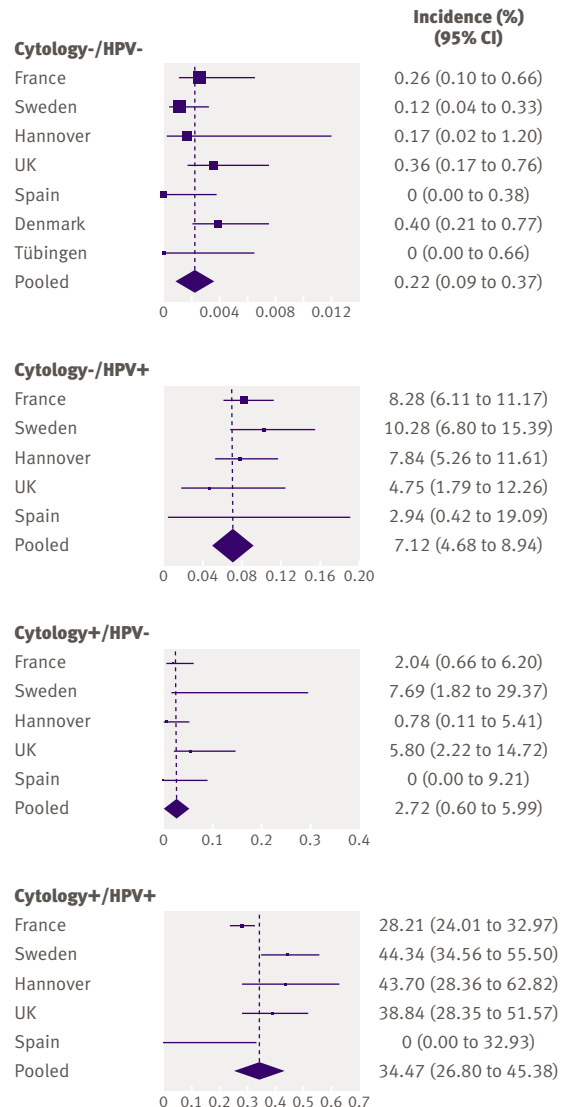 Incidence (%)
(95% CI)
Cytology-/HPV-
France 0.26 (0.10 to 0.66)
Sweden 0.12 (0.04 to 0.33)
Hannover 0.17 (0.02 to 1.20)
UK 0.36 (0.17 to 0.76)
Spain 0 (0.00 to 0.38)
Denmark 0.40 (0.21 to 0.77)
Tübingen 0 (0.00 to 0.66)
Pooled 0.22 (0.09 to 0.37)
0 0.004 0.008 0.012
Cytology-/HPV+
France 8.28 (6.11 to 11.17)
Sweden 10.28 (6.80 to 15.39)
Hannover 7.84 (5.26 to 11.61)
UK 4.75 (1.79 to 12.26)
Spain 2.94 (0.42 to 19.09)
Pooled 7.12 (4.68 to 8.94)
0 0.04 0.08 0.12 0.16 0.20
Cytology+/HPV-
France 2.04 (0.66 to 6.20)
Sweden 7.69 (1.82 to 29.37)
Hannover 0.78 (0.11 to 5.41)
UK 5.80 (2.22 to 14.72)
Spain 0 (0.00 to 9.21)
Pooled 2.72 (0.60 to 5.99)
0 0.1 0.2 0.3 0.4
Cytology+/HPV+
France 28.21 (24.01 to 32.97)
Sweden 44.34 (34.56 to 55.50)
Hannover 43.70 (28.36 to 62.82)
UK 38.84 (28.35 to 51.57)
Spain 0 (0.00 to 32.93)
Pooled 34.47 (26.80 to 45.38)
0 0.1 0.2 0.3 0.4 0.5 0.6 0.7